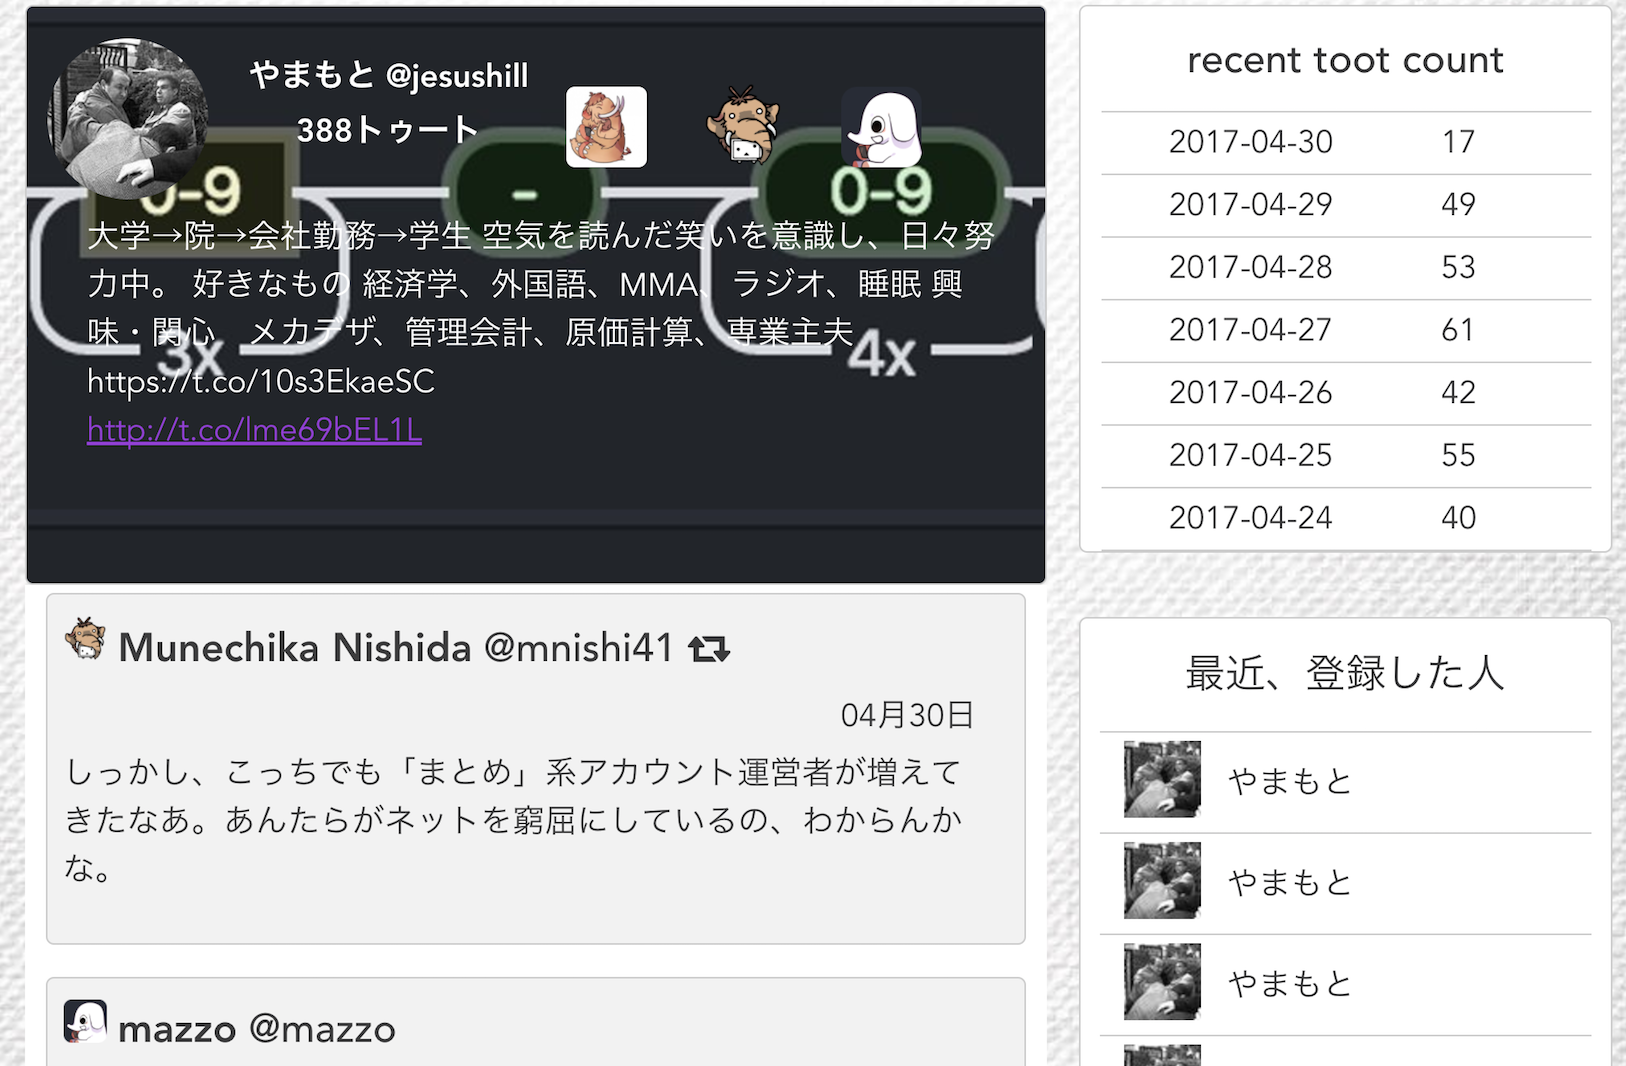 やまもと @jesushill
388トゥート
0-9
-
0-9
大学→院→会社勤務→学生 空気を読んだ笑いを意識し、日々努
力中。 好きなもの 経済学、外国語、MMA、ラジオ、睡眠 興
味・関心　メカデザ、管理会計、原価計算、専業主夫
3x
4x
https://t.co/10s3EkaeSC
http://t.co/lme69bEL1L
Munechika Nishida @mnishi41
04月30日
しっかし、こっちでも「まとめ」系アカウント運営者が増えて
きたなあ。あんたらがネットを窮屈にしているの、わからんか
な。
mazzo @mazzo
recent toot count
2017-04-30 17
2017-04-29 49
2017-04-28 53
2017-04-27 61
2017-04-26 42
2017-04-25 55
2017-04-24 40
最近、登録した人
やまもと
やまもと
やまもと